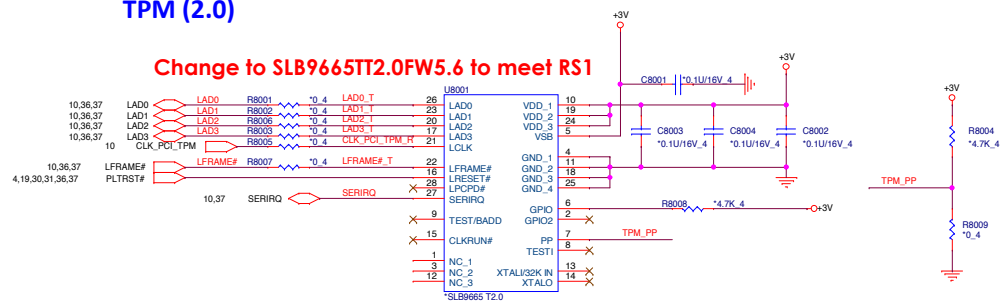 TPM (2.0)
+3V
+3V
+3V
Change to SLB9665TT2.0FW5.6 to meet RS1
C8001 *0.1U/16V_4
U8001
10,36,37 LAD0 LAD0 R8001 *0_4 LAD0_T 26 LAD0 VDD_1 10
10,36,37 LAD1 LAD1 R8002 *0_4 LAD1_T 23 LAD1 VDD_2 19
10,36,37 LAD2 LAD2 R8006 *0_4 LAD2_T 20 LAD2 VDD_3 24
10,36,37 LAD3 LAD3 R8003 *0_4 LAD3_T 17 LAD3 VSB 5
10 CLK_PCI_TPM R8005 *0_4 CLK_PCI_TPM_R 21 LCLK
C8003 *0.1U/16V_4
C8004 *0.1U/16V_4
C8002 *0.1U/16V_4
R8004 *4.7K_4
GND_1 4
10,36,37 LFRAME# LFRAME# R8007 *0_4 LFRAME#_T 22 LFRAME# GND_2 11
4,19,30,31,36,37 PLTRST# 16 LRESET# GND_3 18
28 LPCPD# GND_4 25
10,37 SERIRQ SERIRQ 27 SERIRQ
TPM_PP
GPIO 6 R8008 *4.7K_4 +3V
9 TEST/BADD GPIO2 2
R8009 *0_4
15 CLKRUN# PP 7 TPM_PP
TESTI 8
1 NC_1
3 NC_2 XTALI/32K IN 13
12 NC_3 XTALO 14
*SLB9665 T2.0